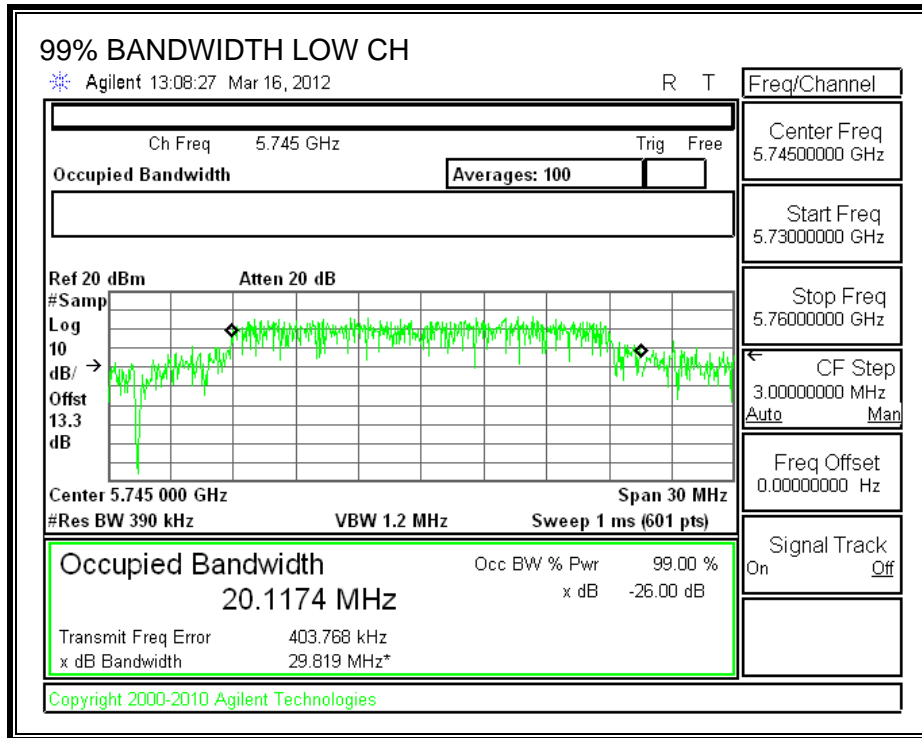 99% BANDWIDTH LOW CH
Agilent 13:08:27 Mar 16, 2012 R T
Freq/Channel
Ch Freq 5.745 GHz Trig Free
Occupied Bandwidth Averages: 100
Ref 20 dBm Atten 20 dB
#Samp
Log
10
dB/
Offst
13.3
dB
Center 5.745 000 GHz Span 30 MHz
#Res BW 390 kHz VBW 1.2 MHz Sweep 1 ms (601 pts)
Occupied Bandwidth Occ BW % Pwr 99.00 %
20.1174 MHz x dB -26.00 dB
Transmit Freq Error 403.768 kHz
x dB Bandwidth 29.819 MHz*
Copyright 2000-2010 Agilent Technologies
Center Freq
5.74500000 GHz
Start Freq
5.73000000 GHz
Stop Freq
5.76000000 GHz
CF Step
3.00000000 MHz
Auto Man
Freq Offset
0.00000000 Hz
Signal Track
On Off